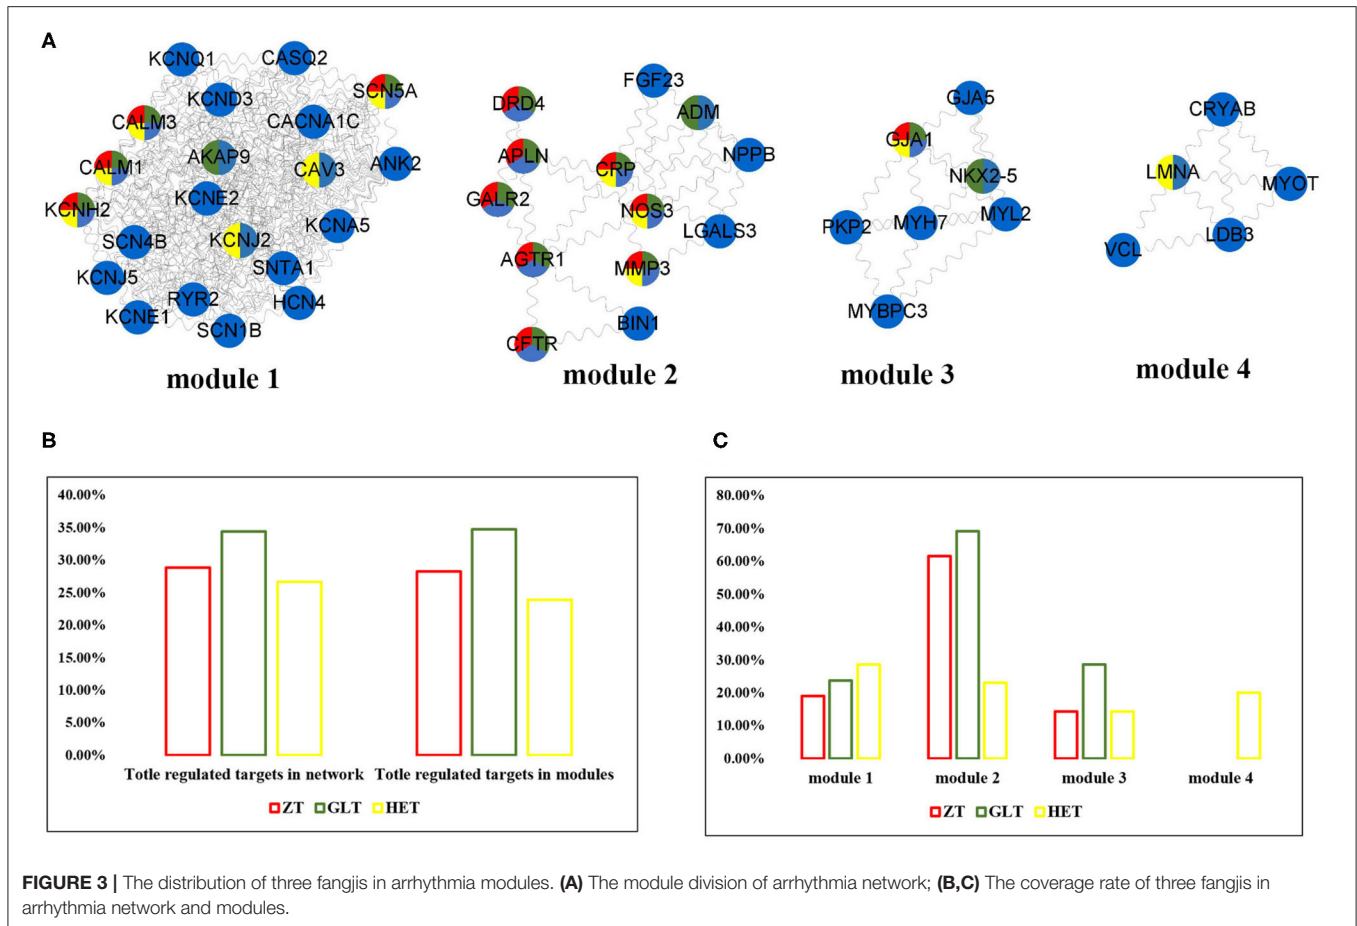 A
KCNQ1
CASQ2
SCN5A
KCND3
CALM3
CACNA1C
AKAP9
CAV3
ANK2
CALM1
KCNE2
KCNH2
KCNA5
SCN4B
KCNJ2
SNTA1
KCNJ5
RYR2
HCN4
KCNE1
SCN1B
module 1
FGF23
DRD4
ADM
APLN
CRP
NPPB
GALR2
NOS3
LGALS3
AGTR1
MMP3
BIN1
CFTR
module 2
GJA5
GJA1
NKX2-5
PKP2
MYH7
MYL2
MYBPC3
module 3
CRYAB
LMNA
MYOT
VCL
LDB3
module 4
B
40.00%
35.00%
30.00%
25.00%
20.00%
15.00%
10.00%
5.00%
0.00%
Totle regulated targets in network Totle regulated targets in modules
ZT GLT HET
C
80.00%
70.00%
60.00%
50.00%
40.00%
30.00%
20.00%
10.00%
0.00%
module 1 module 2 module 3 module 4
ZT GLT HET
FIGURE 3 | The distribution of three fangjis in arrhythmia modules. (A) The module division of arrhythmia network; (B,C) The coverage rate of three fangjis in
arrhythmia network and modules.